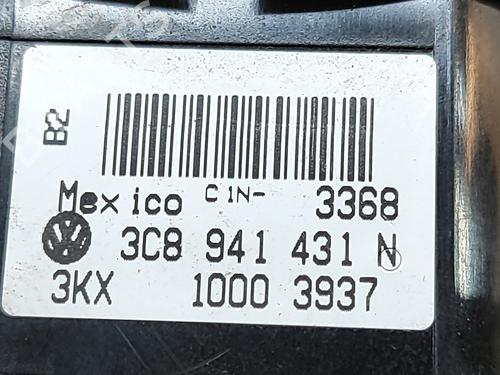 B2
Mexico C1N- 3368
3C8 941 431 N
3KX 1000 3937